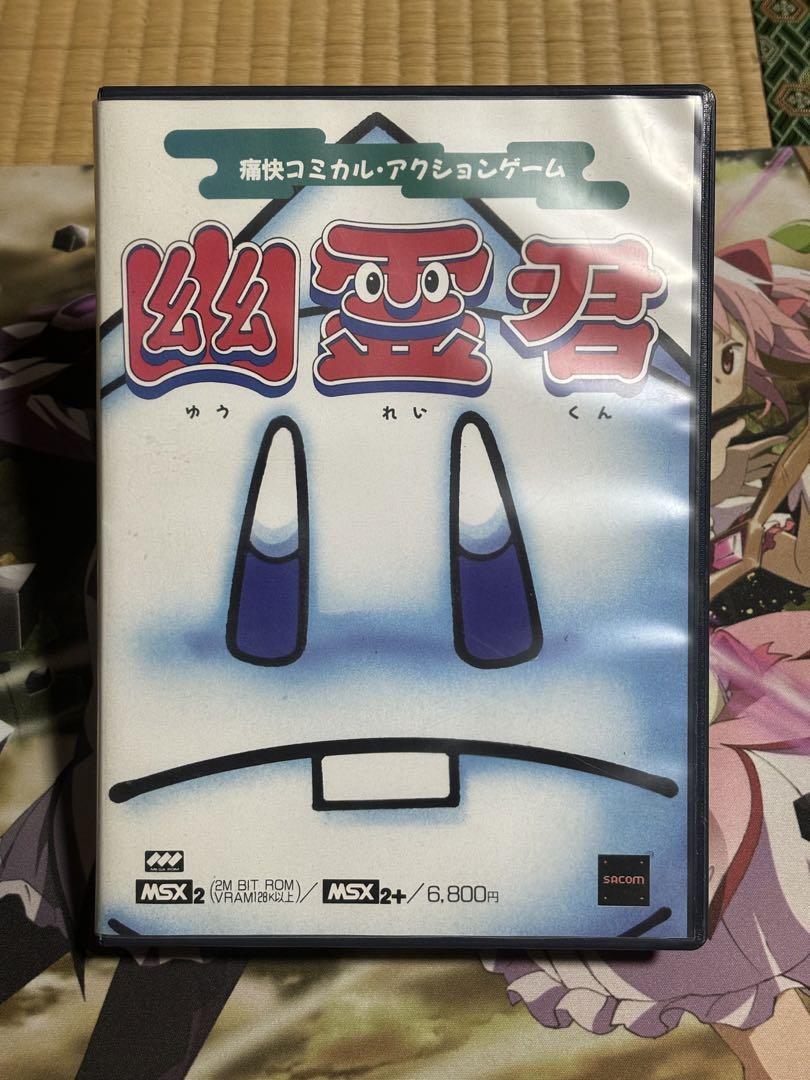 痛快コミカル・アクションゲーム
幽霊君
ゆう れい くん
MEGA ROM
MSX2 (2M BIT ROM VRAM128K以上)/ MSX2+/6,800円
SACOM